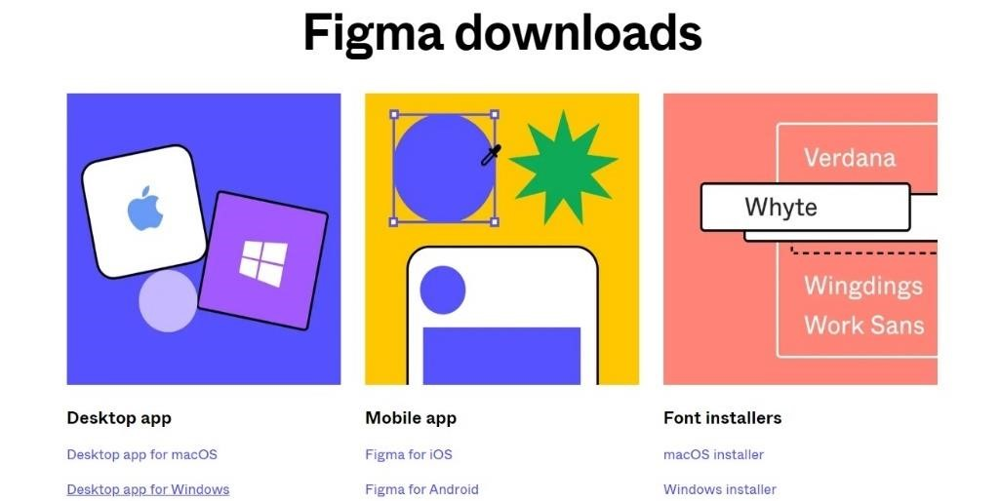 Figma downloads
Verdana
Whyte
Wingdings
Work Sans
Desktop app
Desktop app for macOS
Desktop app for Windows
Mobile app
Figma for iOS
Figma for Android
Font installers
macOS installer
Windows installer